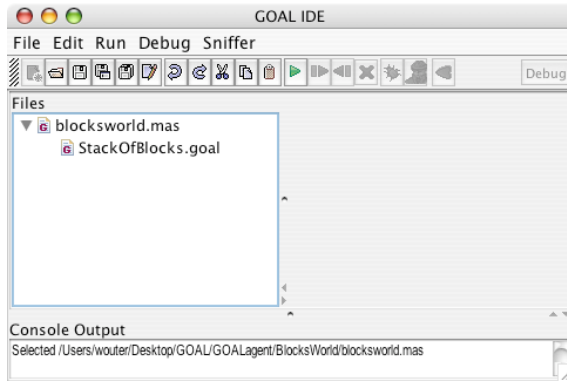 GOAL IDE
File Edit Run Debug Sniffer
Debug
Files
blocksworld.mas
StackOfBlocks.goal
Console Output
Selected /Users/wouter/Desktop/GOAL/GOALagent/BlocksWorld/blocksworld.mas